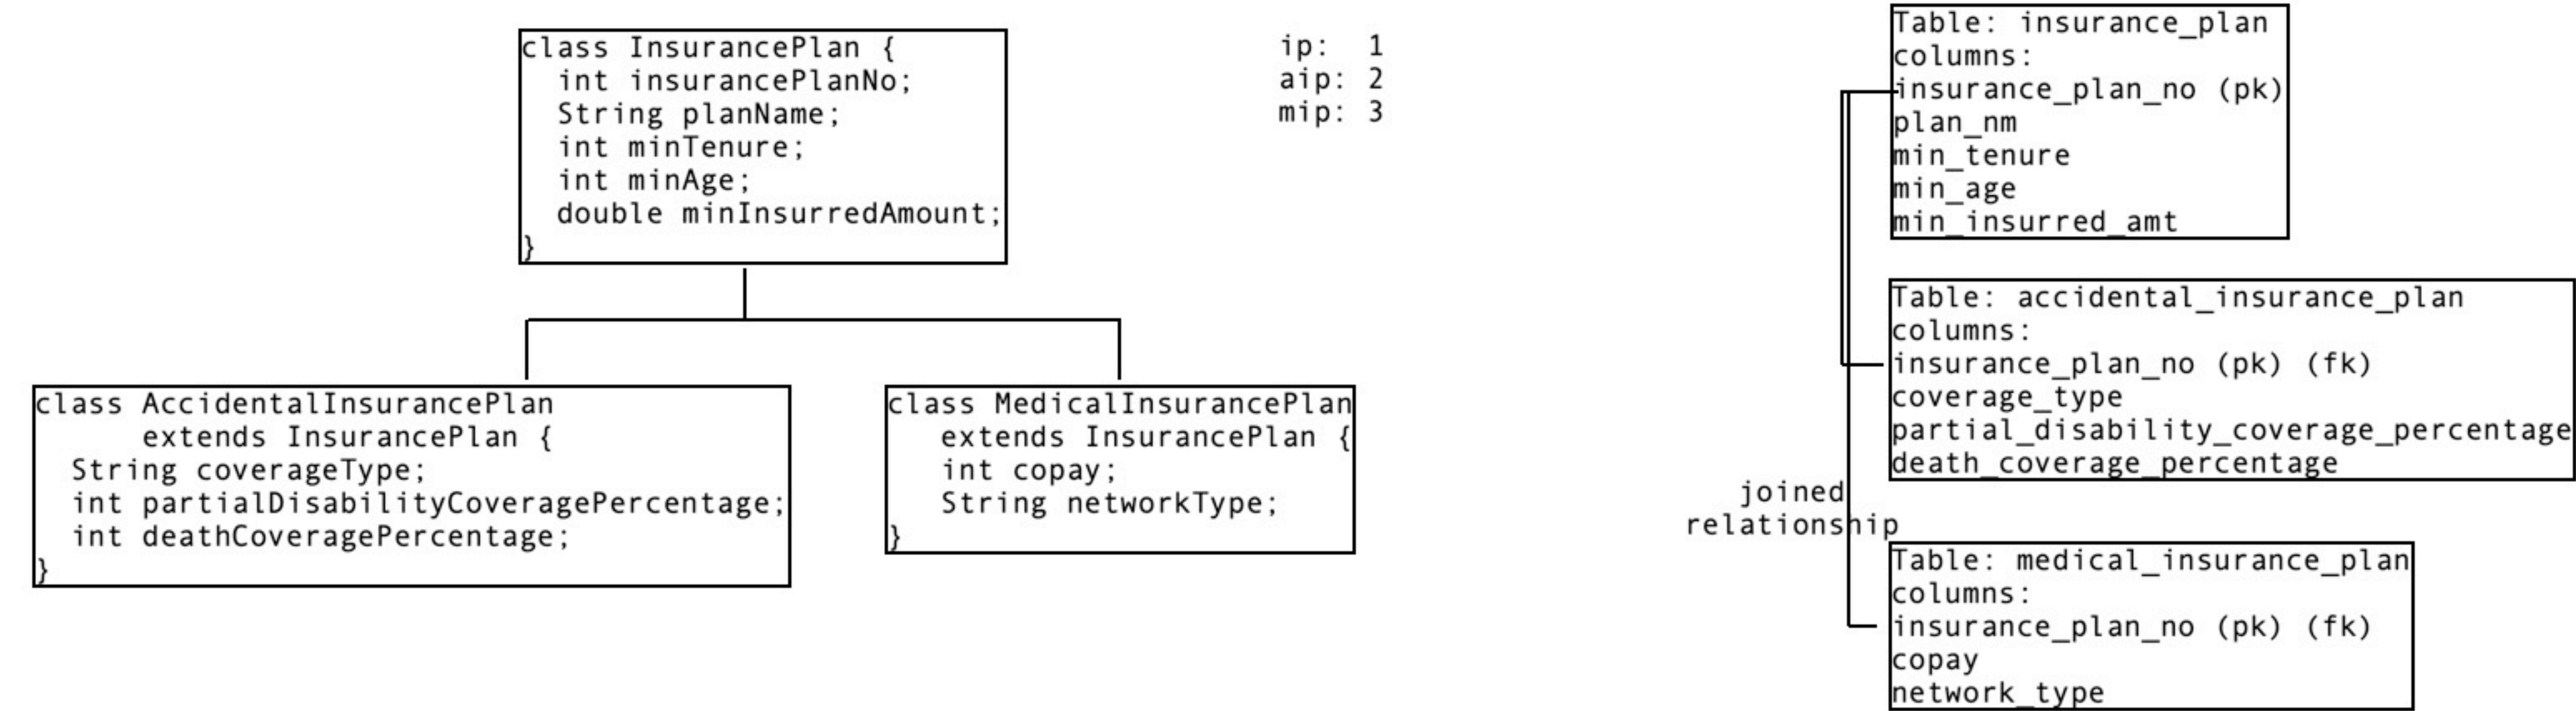 class InsurancePlan {
int insurancePlanNo;
String planName;
int minTenure;
int minAge;
double minInsurredAmount;
}
ip: 1
aip: 2
mip: 3
class AccidentalInsurancePlan
extends InsurancePlan {
String coverageType;
int partialDisabilityCoveragePercentage;
int deathCoveragePercentage;
}
class MedicalInsurancePlan
extends InsurancePlan {
int copay;
String networkType;
}
Table: insurance_plan
columns:
insurance_plan_no (pk)
plan_nm
min_tenure
min_age
min_insurred_amt
Table: accidental_insurance_plan
columns:
insurance_plan_no (pk) (fk)
coverage_type
partial_disability_coverage_percentage
death_coverage_percentage
joined
relationship
Table: medical_insurance_plan
columns:
insurance_plan_no (pk) (fk)
copay
network_type